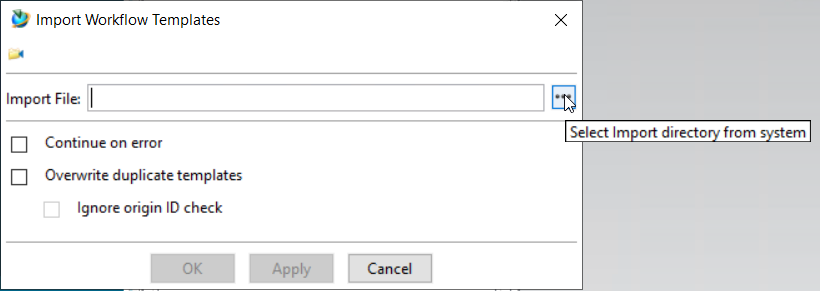 Import Workflow Templates
Import File:
Select Import directory from system
Continue on error
Overwrite duplicate templates
Ignore origin ID check
OK Apply Cancel